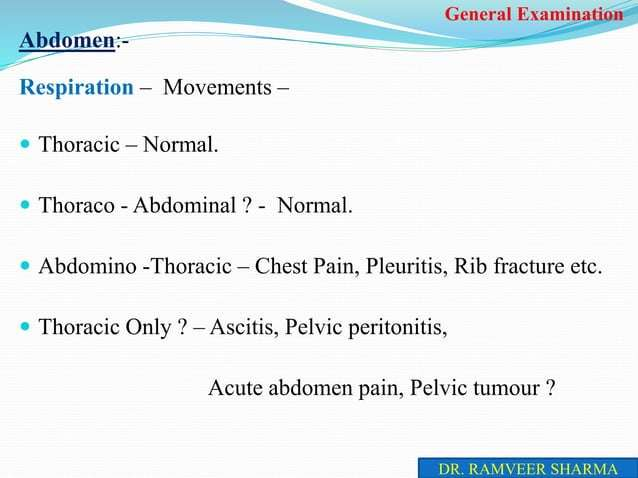 General Examination
Abdomen:-
Respiration – Movements –
Thoracic – Normal.
Thoraco - Abdominal ? - Normal.
Abdomino -Thoracic – Chest Pain, Pleuritis, Rib fracture etc.
Thoracic Only ? – Ascitis, Pelvic peritonitis,
Acute abdomen pain, Pelvic tumour ?
DR. RAMVEER SHARMA